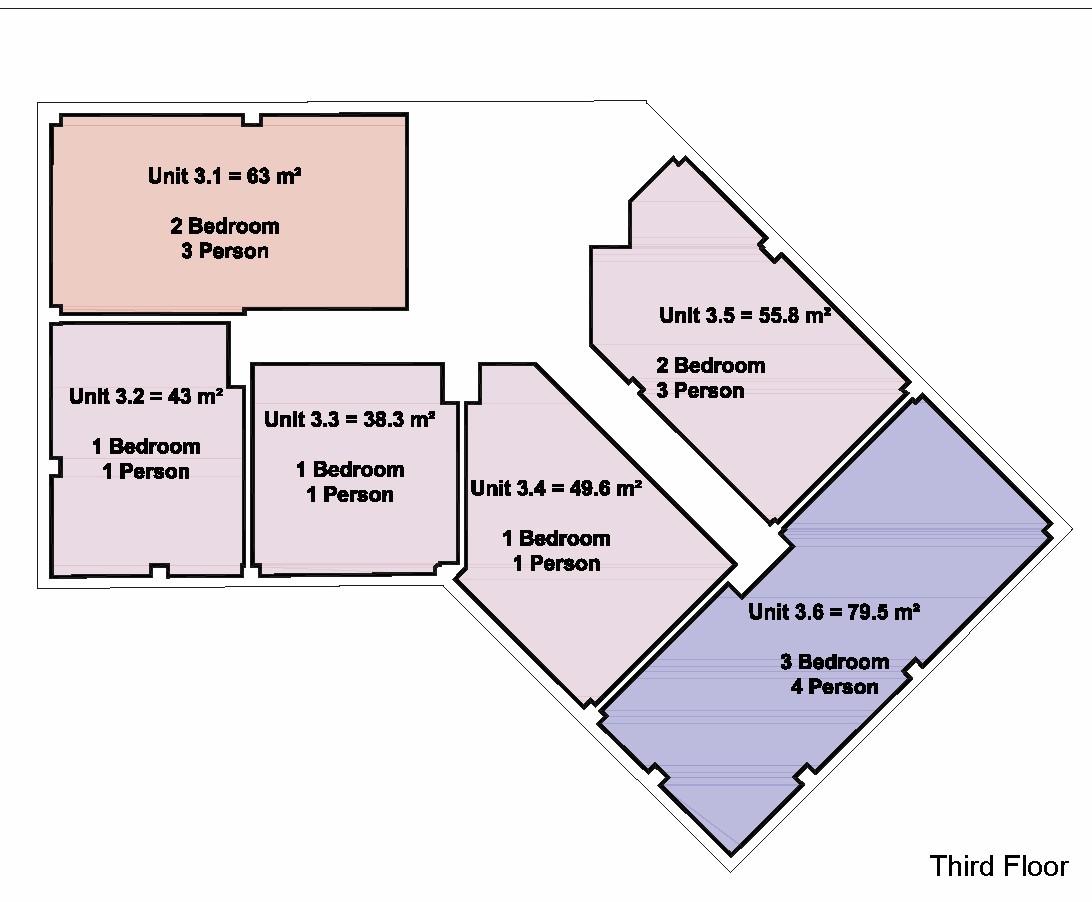 Unit 3.1 = 63 m²
2 Bedroom
3 Person
Unit 3.2 = 43 m²
1 Bedroom
1 Person
Unit 3.3 = 38.3 m²
1 Bedroom
1 Person
Unit 3.4 = 49.6 m²
1 Bedroom
1 Person
Unit 3.5 = 55.8 m²
2 Bedroom
3 Person
Unit 3.6 = 79.5 m²
3 Bedroom
4 Person
Third Floor